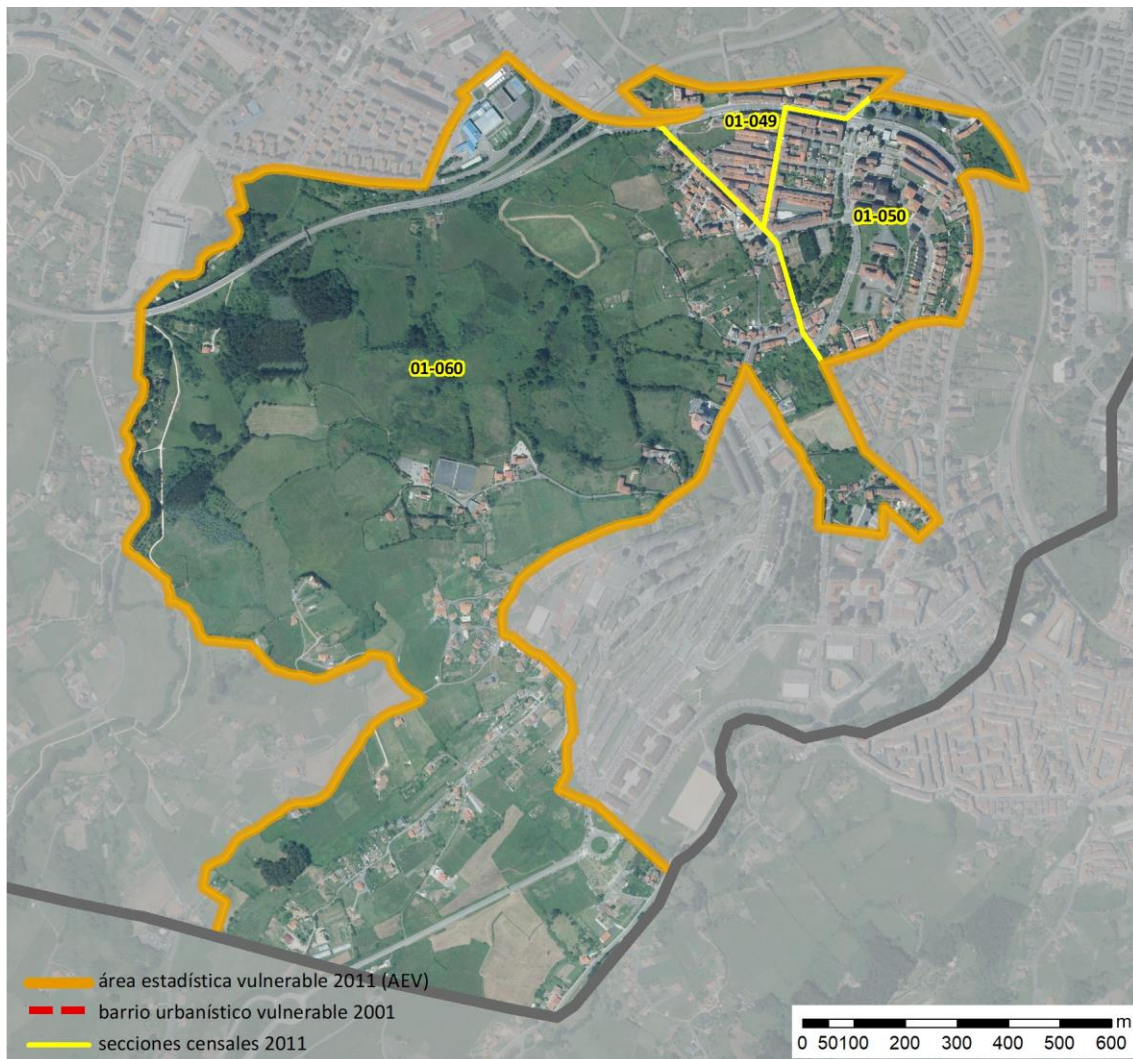 01-049
01-050
01-060
área estadística vulnerable 2011 (AEV)
barrio urbanístico vulnerable 2001
secciones censales 2011
m
0 50100 200 300 400 500 600